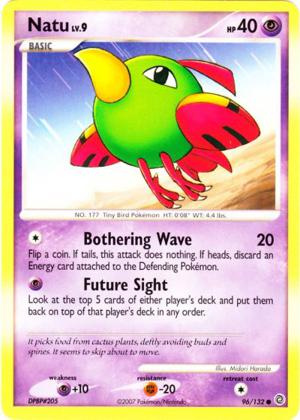 Natu LV.9 HP 40
BASIC
NO. 177 Tiny Bird Pokémon HT: 0'08" WT: 4.4 lbs.
Bothering Wave 20
Flip a coin. If tails, this attack does nothing. If heads, discard an
Energy card attached to the Defending Pokémon.
Future Sight
Look at the top 5 cards of either player's deck and put them
back on top of that player's deck in any order.
Illus. Midori Harada
It picks food from cactus plants, deftly avoiding buds and
spines. It seems to skip about to move.
weakness resistance retreat cost
+10 -20
DPBP#205 ©2007 Pokémon/Nintendo 96/132